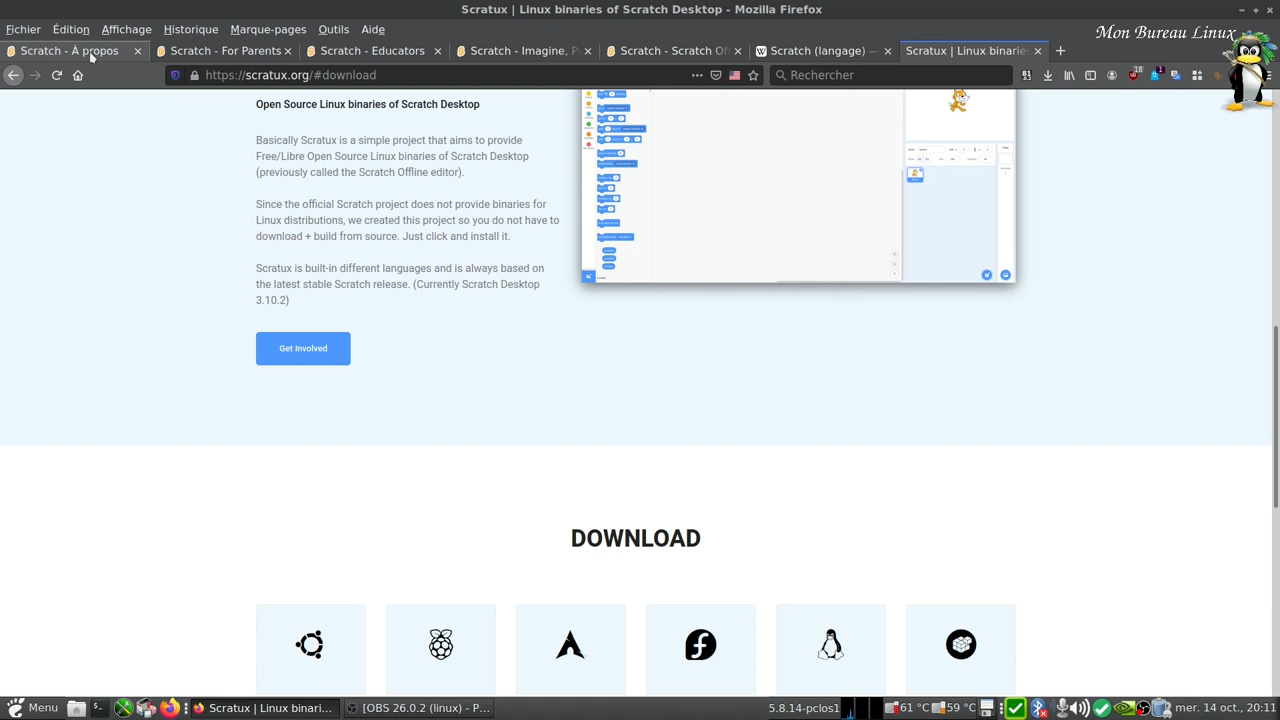 Scratux | Linux binaries of Scratch Desktop - Mozilla Firefox
Fichier Édition Affichage Historique Marque-pages Outils Aide
Mon Bureau Linux
Scratch - À propos
Scratch - For Parents
Scratch - Educators
Scratch - Imagine, P
Scratch - Scratch Of
Scratch (langage) —
Scratux | Linux binaries
https://scratux.org/#download
Rechercher
18
1
Open Source Linux binaries of Scratch Desktop
Basically Scratux is a simple project that aims to provide
Free/Libre Open Source Linux binaries of Scratch Desktop
(previously called the Scratch Offline editor).
Since the official Scratch project does not provide binaries for
Linux distributions, we created this project so you do not have to
download + build from source. Just click and install it.
Scratux is built-in different languages and is always based on
the latest stable Scratch release. (Currently Scratch Desktop
3.10.2)
Get Involved
DOWNLOAD
Menu
Scratux | Linux binari...
[OBS 26.0.2 (linux) - P...
5.8.14-pclos1
61 °C
59 °C
mer. 14 oct., 20:11